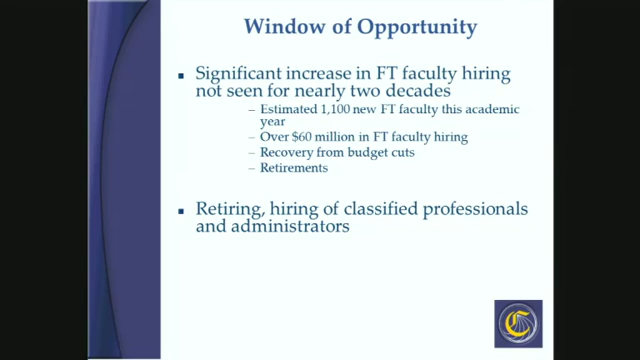 Window of Opportunity
▪ Significant increase in FT faculty hiring
not seen for nearly two decades
– Estimated 1,100 new FT faculty this academic
year
– Over $60 million in FT faculty hiring
– Recovery from budget cuts
– Retirements
▪ Retiring, hiring of classified professionals
and administrators
C